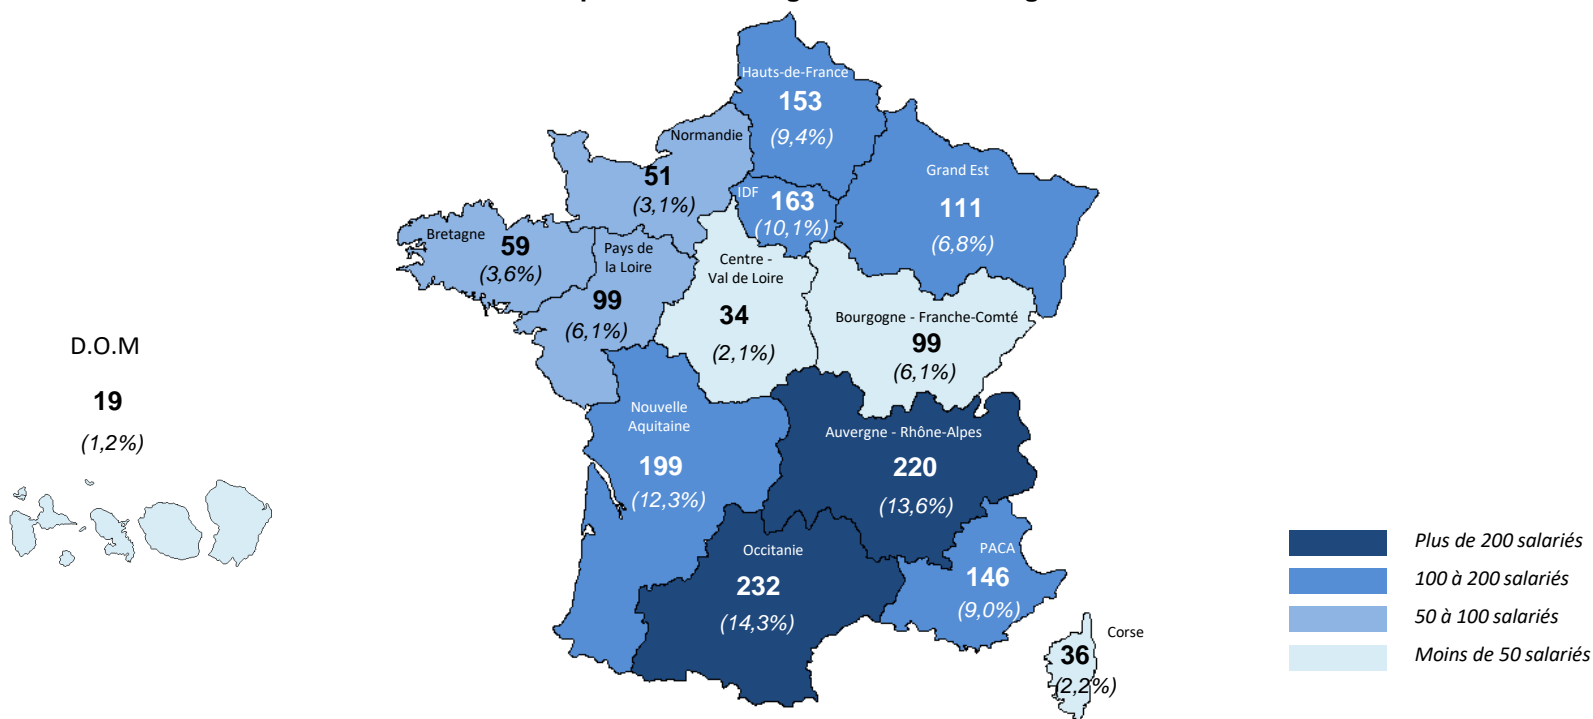 Hauts-de-France
153
(9,4%)
Normandie
51
(3,1%)
IDF
163
(10,1%)
Grand Est
111
(6,8%)
Bretagne
59
(3,6%)
Pays de
la Loire
99
(6,1%)
Centre -
Val de Loire
34
(2,1%)
Bourgogne - Franche-Comté
99
(6,1%)
D.O.M
19
(1,2%)
Nouvelle
Aquitaine
199
(12,3%)
Auvergne - Rhône-Alpes
220
(13,6%)
Occitanie
232
(14,3%)
PACA
146
(9,0%)
Corse
36
(2,2%)
Plus de 200 salariés
100 à 200 salariés
50 à 100 salariés
Moins de 50 salariés